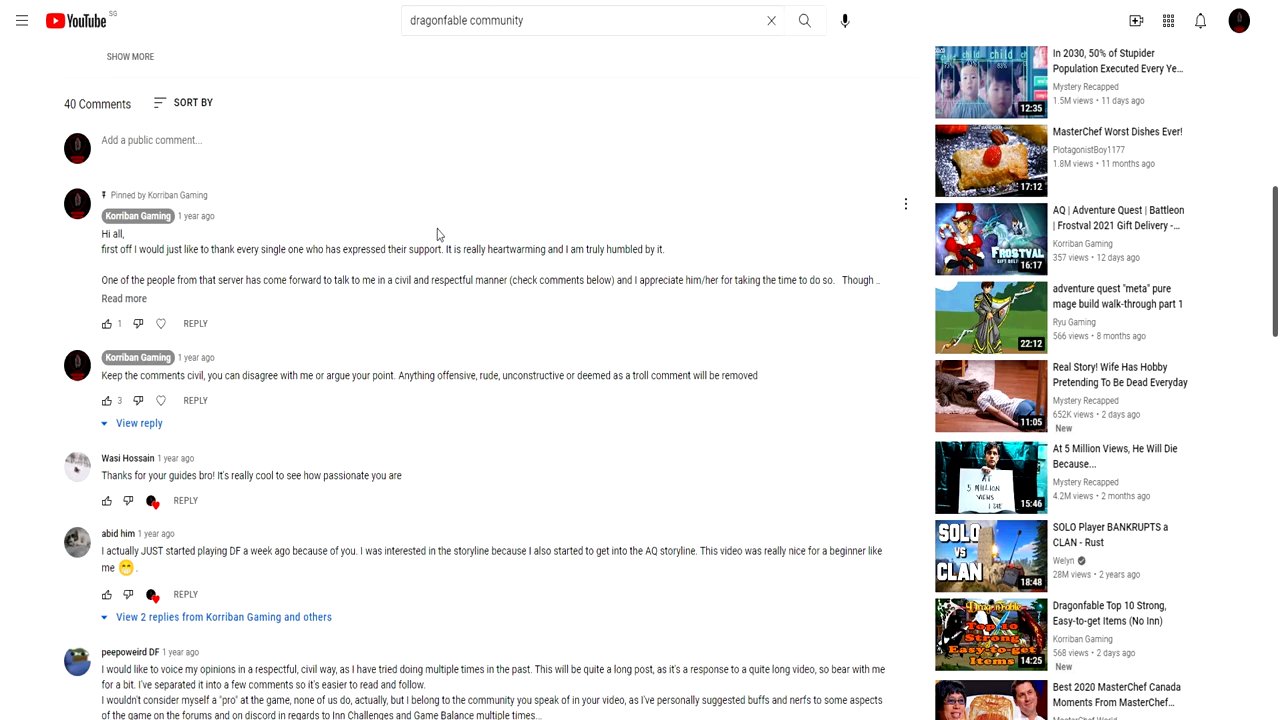 YouTube SG
dragonfable community
SHOW MORE
40 Comments SORT BY
Add a public comment...
Pinned by Korriban Gaming
Korriban Gaming 1 year ago
Hi all,
first off I would just like to thank every single one who has expressed their support. It is really heartwarming and I am truly humbled by it.
One of the people from that server has come forward to talk to me in a civil and respectful manner (check comments below) and I appreciate him/her for taking the time to do so. Though ..
Read more
1 REPLY
Korriban Gaming 1 year ago
Keep the comments civil, you can disagree with me or argue your point. Anything offensive, rude, unconstructive or deemed as a troll comment will be removed
3 REPLY
View reply
Wasi Hossain 1 year ago
Thanks for your guides bro! It's really cool to see how passionate you are
REPLY
abid him 1 year ago
I actually JUST started playing DF a week ago because of you. I was interested in the storyline because I also started to get into the AQ storyline. This video was really nice for a beginner like
me 😁 .
REPLY
View 2 replies from Korriban Gaming and others
peepoweird DF 1 year ago
I would like to voice my opinions in a respectful, civil way,as I have tried doing multiple times in the past. This will be quite a long post, as it's a response to a quite long video, so bear with me
for a bit. I've separated it into a few comments so it's easier to read and follow.
I wouldn't consider myself a "pro" at the game none of us do, actually, but I belong to the community you speak of in your video, as I've personally suggested buffs and nerfs to some aspects
of the game on the forums and on discord in regards to Inn Challenges and Game Balance multiple times...
child child
12:35
In 2030, 50% of Stupider
Population Executed Every Ye...
Mystery Recapped
1.5M views • 11 days ago
17:12
MasterChef Worst Dishes Ever!
PlotagonistBoy1177
1.8M views • 11 months ago
FROSTVAL
GIFT DELIVERY
16:17
AQ | Adventure Quest | Battleon
| Frostval 2021 Gift Delivery -...
Korriban Gaming
357 views • 12 days ago
22:12
adventure quest "meta" pure
mage build walk-through part 1
Ryu Gaming
566 views • 8 months ago
11:05
Real Story! Wife Has Hobby
Pretending To Be Dead Everyday
Mystery Recapped
652K views • 2 days ago
New
AT
5 MILLION
VIEWS
I DIE
15:46
At 5 Million Views, He Will Die
Because...
Mystery Recapped
4.2M views • 2 months ago
SOLO
VS
CLAN
18:48
SOLO Player BANKRUPTS a
CLAN - Rust
Welyn
28M views • 2 years ago
DragonFable
Top 10
Strong
Easy-to-get
Items
14:25
Dragonfable Top 10 Strong,
Easy-to-get Items (No Inn)
Korriban Gaming
568 views • 2 days ago
New
Best 2020 MasterChef Canada
Moments From MasterChef...
MasterChef World